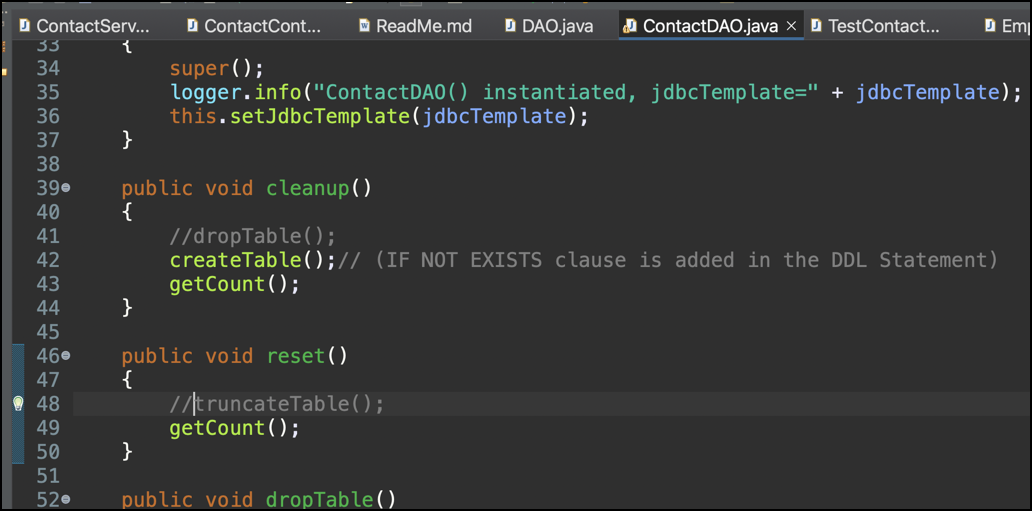 ContactServ... ContactCont... ReadMe.md DAO.java ContactDAO.java × TestContact... Em
33 {
34 super();
35 logger.info("ContactDAO() instantiated, jdbcTemplate=" + jdbcTemplate);
36 this.setJdbcTemplate(jdbcTemplate);
37 }
38
39 public void cleanup()
40 {
41 //dropTable();
42 createTable();// (IF NOT EXISTS clause is added in the DDL Statement)
43 getCount();
44 }
45
46 public void reset()
47 {
48 //truncateTable();
49 getCount();
50 }
51
52 public void dropTable()